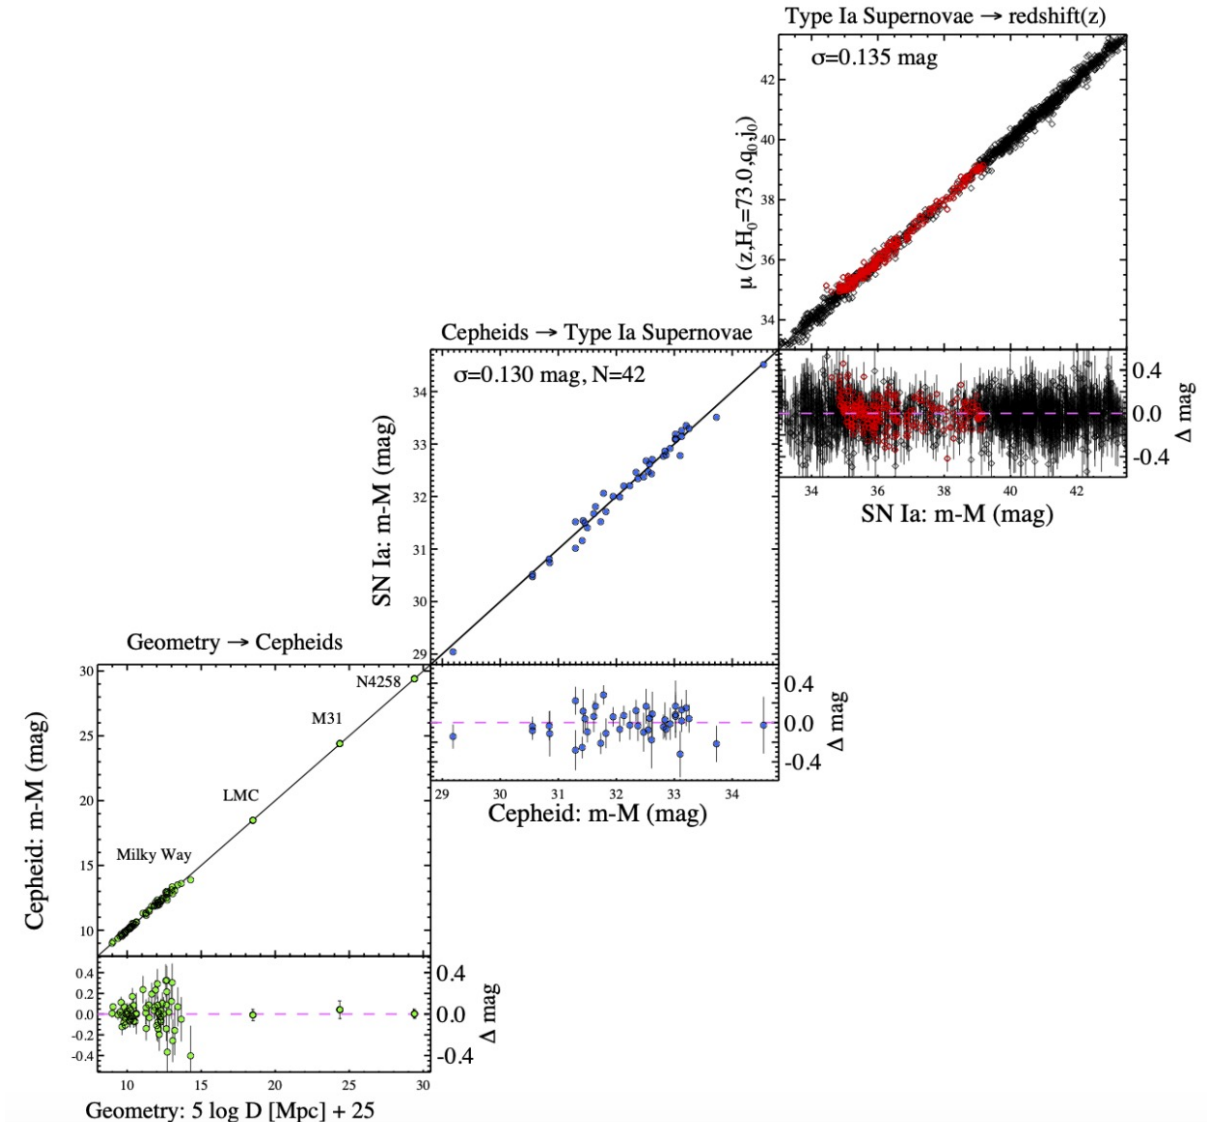 Type Ia Supernovae → redshift(z)
σ=0.135 mag
μ (z,H₀=73.0,q₀,j₀)
42
40
38
36
34
0.4
0.0
-0.4
Δ mag
34 36 38 40 42
SN Ia: m-M (mag)
Cepheids → Type Ia Supernovae
σ=0.130 mag, N=42
SN Ia: m-M (mag)
34
33
32
31
30
29
0.4
0.0
-0.4
Δ mag
29 30 31 32 33 34
Cepheid: m-M (mag)
Geometry → Cepheids
Cepheid: m-M (mag)
30
25
20
15
10
N4258
M31
LMC
Milky Way
0.4
0.2
0.0
-0.2
-0.4
0.4
0.0
-0.4
Δ mag
10 15 20 25 30
Geometry: 5 log D [Mpc] + 25